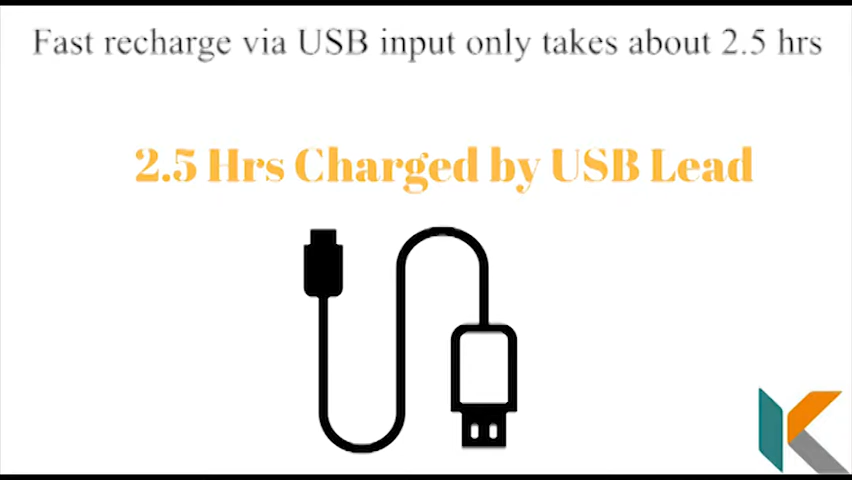 Fast recharge via USB input only takes about 2.5 hrs
2.5 Hrs Charged by USB Lead